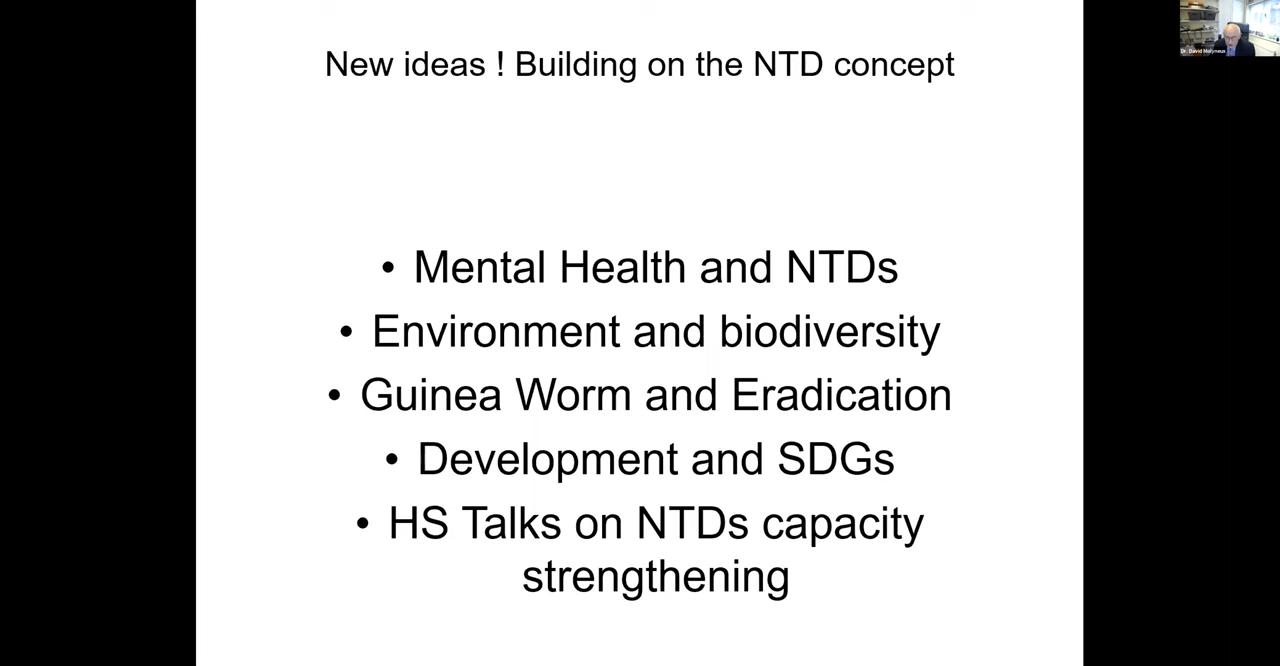 New ideas ! Building on the NTD concept
• Mental Health and NTDs
• Environment and biodiversity
• Guinea Worm and Eradication
• Development and SDGs
• HS Talks on NTDs capacity
strengthening
Dr. David Molyneux